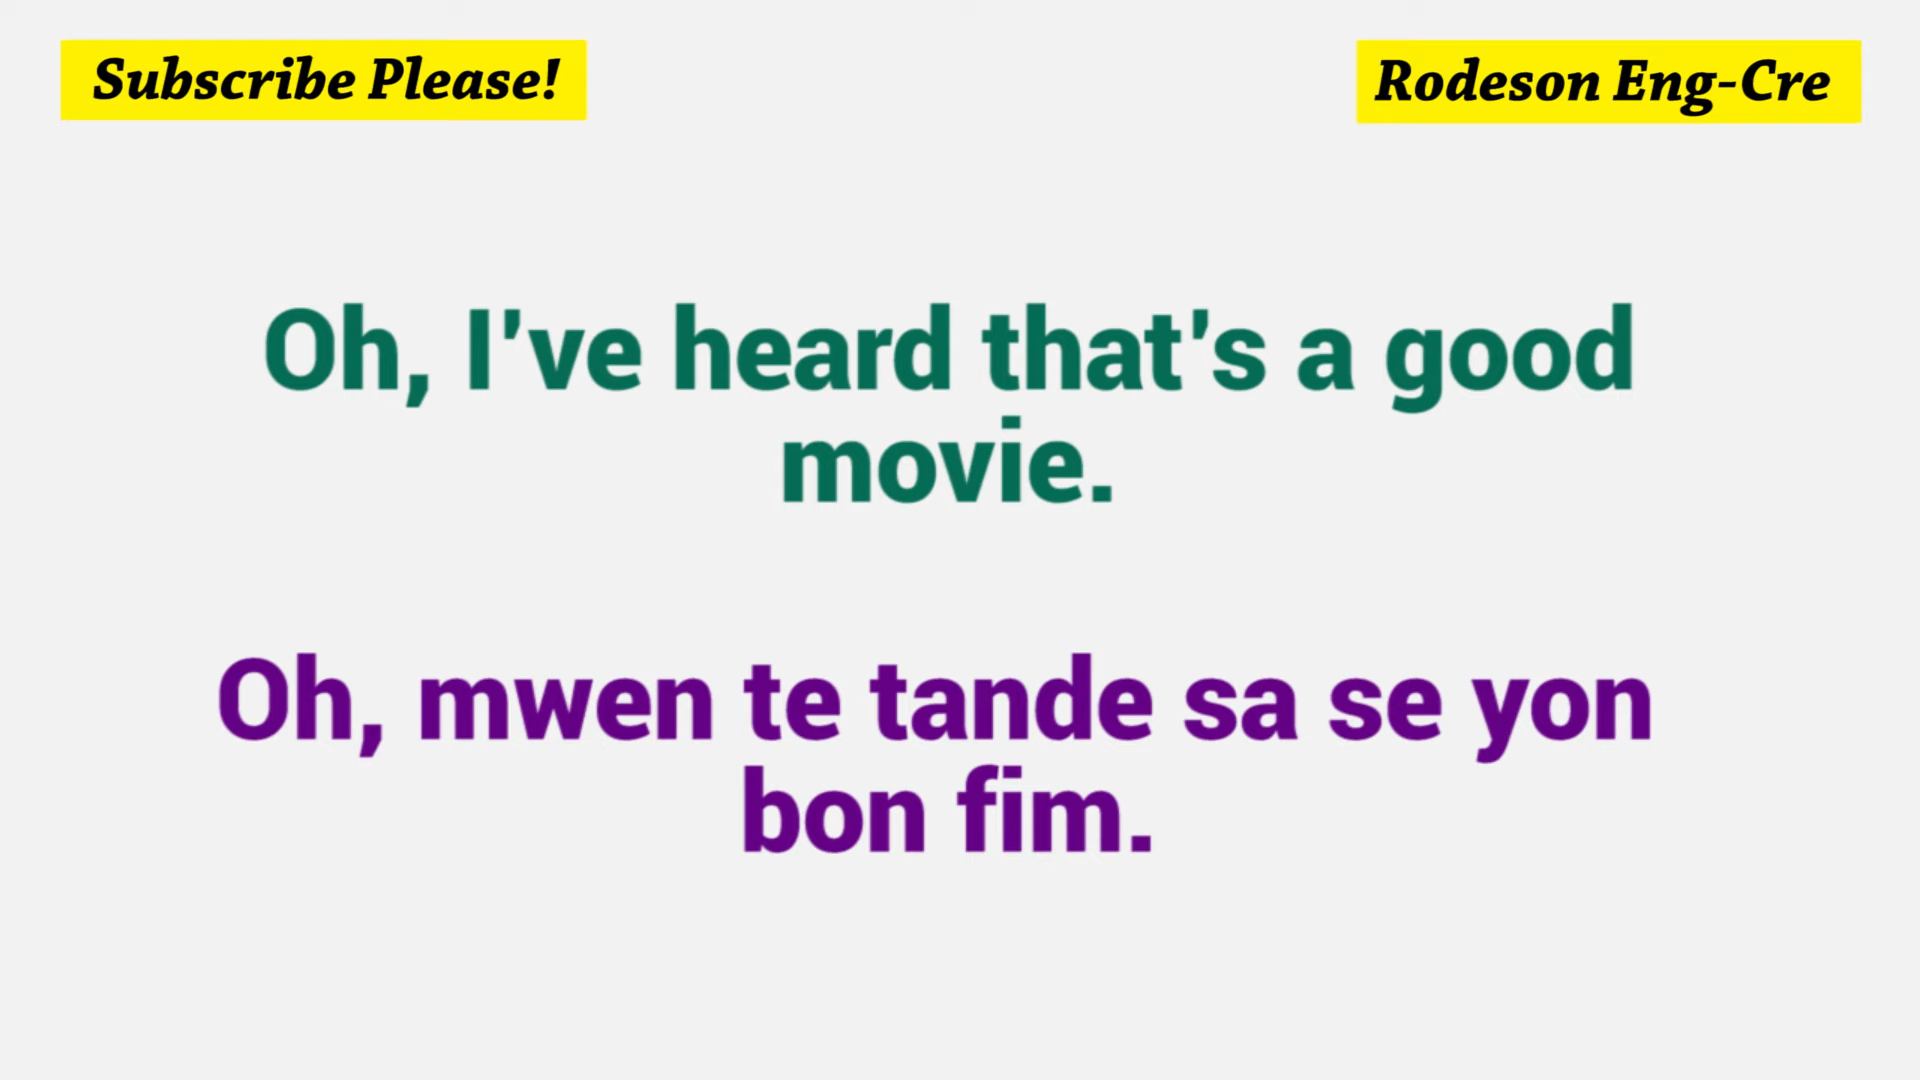 Subscribe Please!
Rodeson Eng-Cre
Oh, I've heard that's a good
movie.
Oh, mwen te tande sa se yon
bon fim.